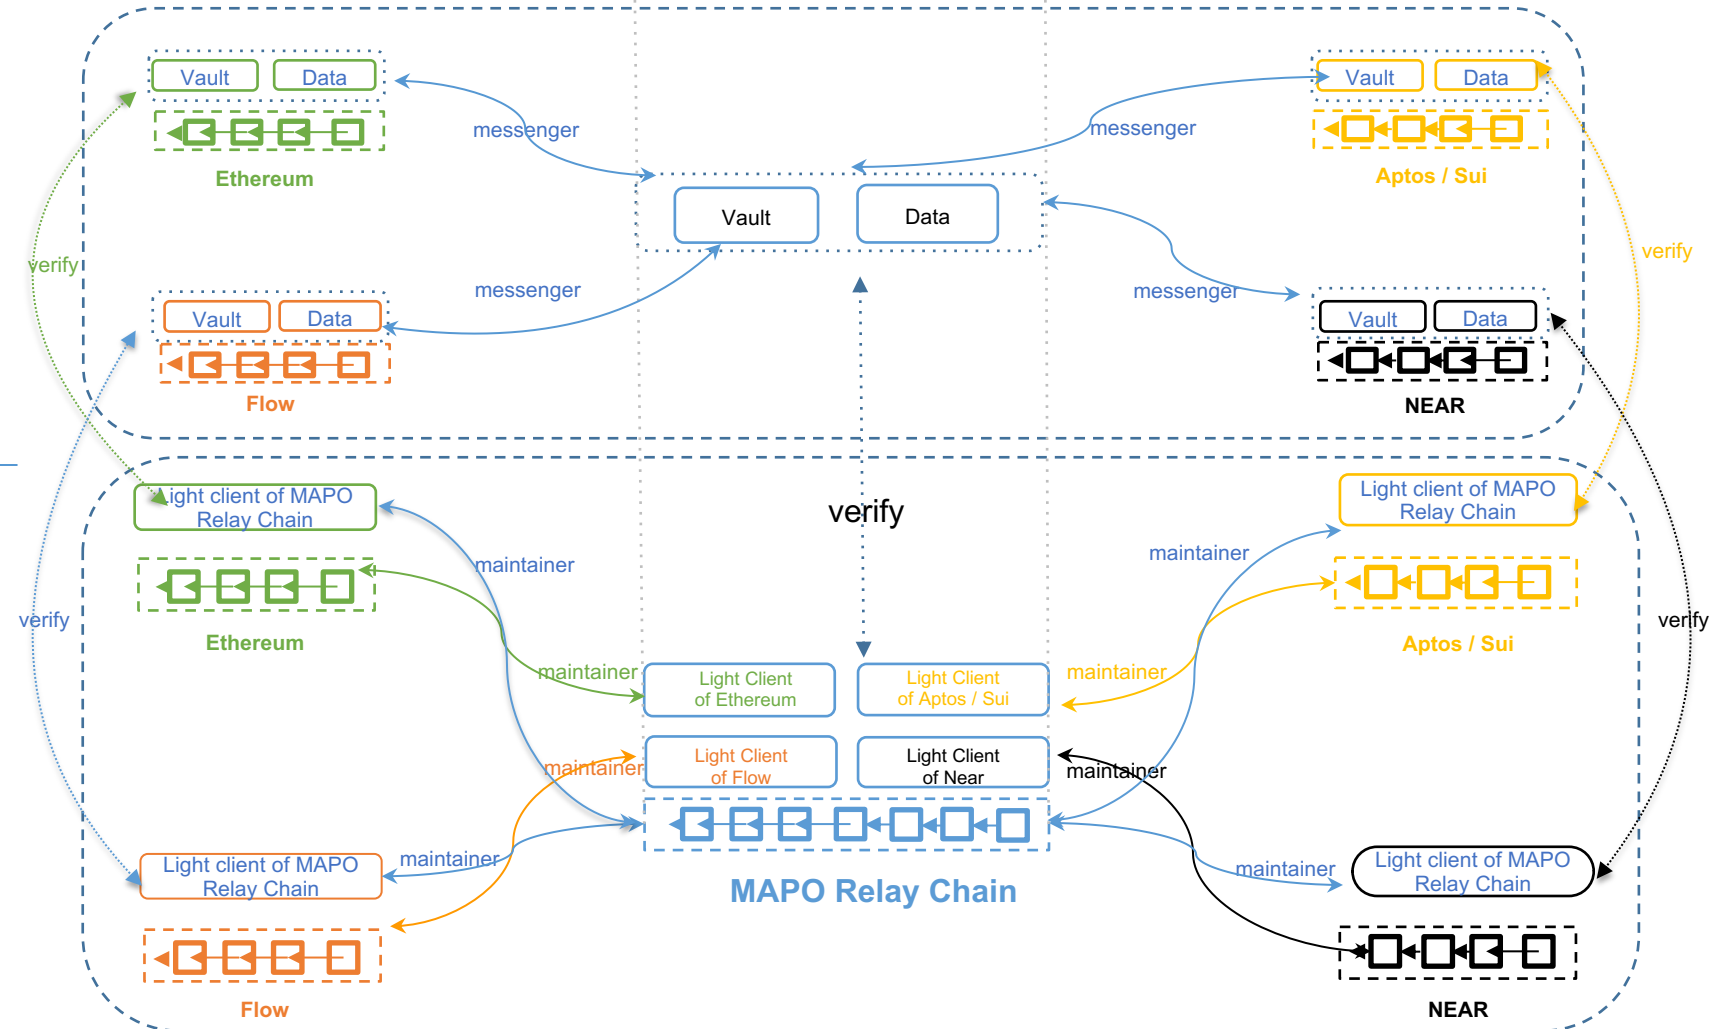 Vault
Data
Ethereum
messenger
messenger
Vault
Data
Aptos / Sui
Vault
Data
verify
verify
messenger
messenger
Vault
Data
Flow
Vault
Data
NEAR
Light client of MAPO
Relay Chain
verify
Light client of MAPO
Relay Chain
maintainer
maintainer
Ethereum
Aptos / Sui
verify
verify
maintainer
Light Client
of Ethereum
Light Client
of Aptos / Sui
maintainer
maintainer
Light Client
of Flow
Light Client
of Near
maintainer
Light client of MAPO
Relay Chain
maintainer
MAPO Relay Chain
maintainer
Light client of MAPO
Relay Chain
Flow
NEAR